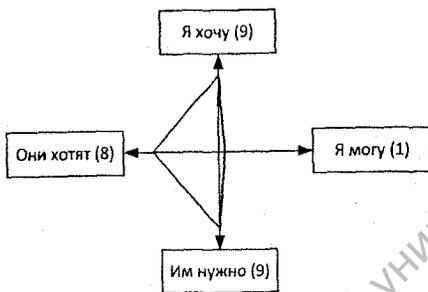 Я хочу (9)
Они хотят (8)
Я могу (1)
Им нужно (9)